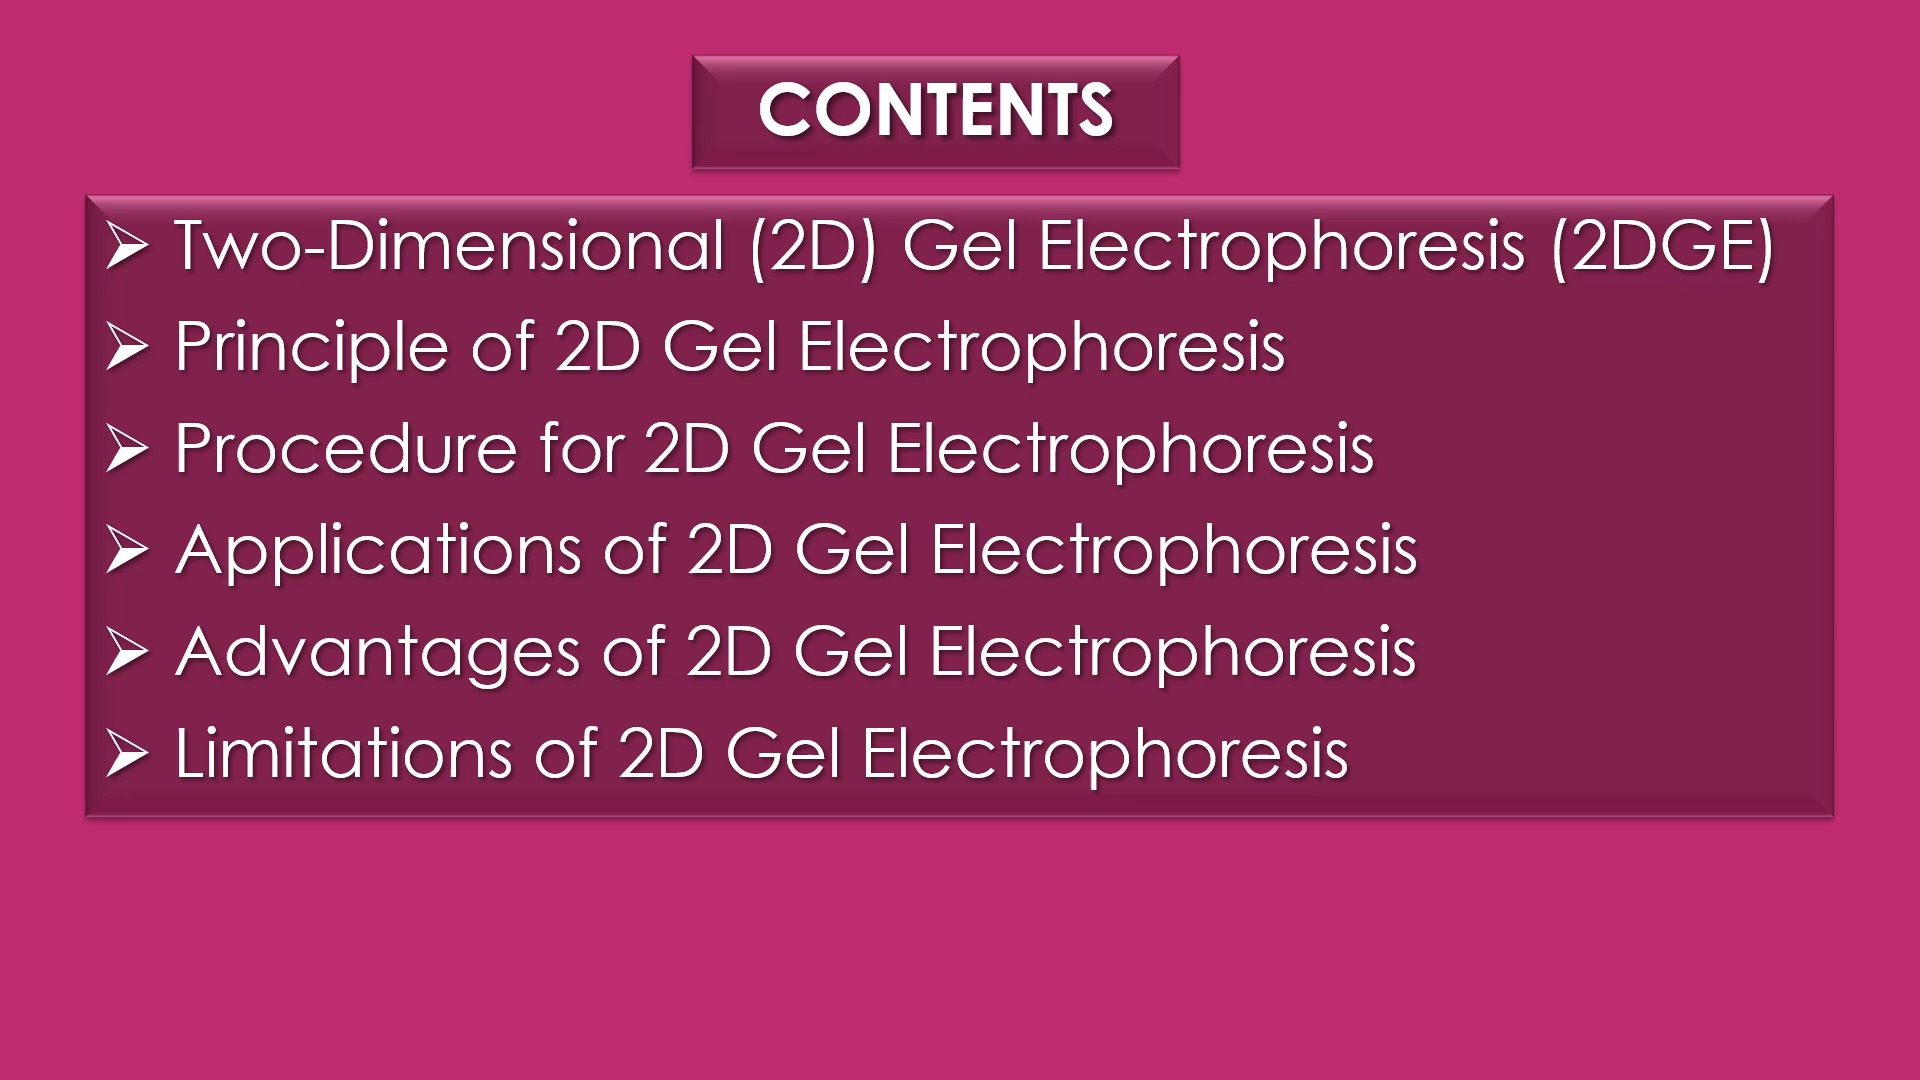 CONTENTS
➢ Two-Dimensional (2D) Gel Electrophoresis (2DGE)
➢ Principle of 2D Gel Electrophoresis
➢ Procedure for 2D Gel Electrophoresis
➢ Applications of 2D Gel Electrophoresis
➢ Advantages of 2D Gel Electrophoresis
➢ Limitations of 2D Gel Electrophoresis